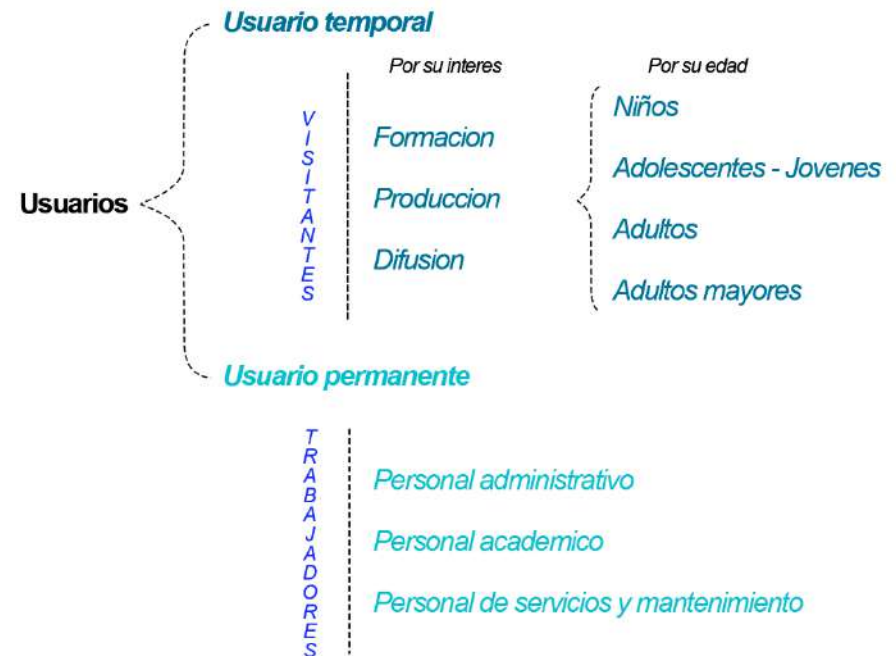 Usuario temporal
Por su interes
Por su edad
VISITANTES
Formacion
Produccion
Difusion
Niños
Adolescentes - Jovenes
Adultos
Adultos mayores
Usuarios
Usuario permanente
TRABAJADORES
Personal administrativo
Personal academico
Personal de servicios y mantenimiento